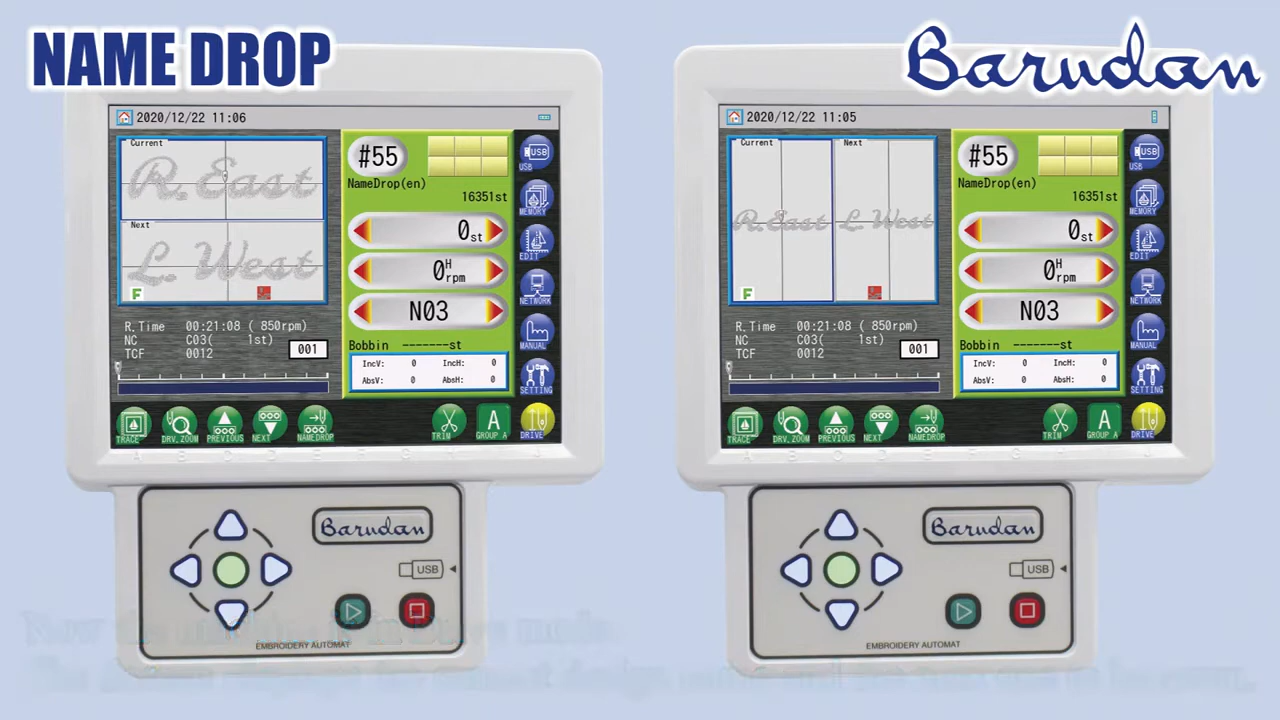 NAME DROP
Barudan
2020/12/22 11:06
Current
R. East
Next
L. West
F
R.Time 00:21:08 ( 850rpm)
NC C03( 1st)
TCF 0012
001
#55
NameDrop(en)
16351st
0st
0H rpm
N03
Bobbin -------st
IncV: 0 IncH: 0
AbsV: 0 AbsH: 0
USB
USB
MEMORY
EDIT
NETWORK
MANUAL
SETTING
TRACE
DRV.ZOOM
PREVIOUS
NEXT
NAMEDROP
TRIM
A
GROUP A
DRIVE
Barudan
USB
EMBROIDERY AUTOMAT
2020/12/22 11:05
Current
R. East
Next
L. West
F
R.Time 00:21:08 ( 850rpm)
NC C03( 1st)
TCF 0012
001
#55
NameDrop(en)
16351st
0st
0H rpm
N03
Bobbin -------st
IncV: 0 IncH: 0
AbsV: 0 AbsH: 0
USB
USB
MEMORY
EDIT
NETWORK
MANUAL
SETTING
TRACE
DRV.ZOOM
PREVIOUS
NEXT
NAMEDROP
TRIM
A
GROUP A
DRIVE
Barudan
USB
EMBROIDERY AUTOMAT